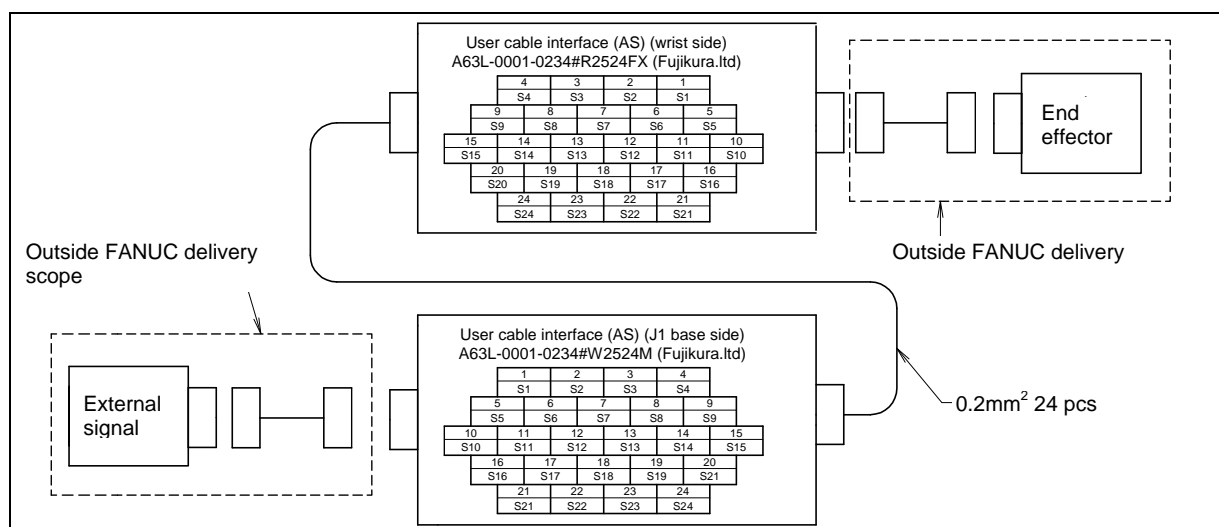 User cable interface (AS) (wrist side)
A63L-0001-0234#R2524FX (Fujikura.ltd)
4 3 2 1
S4 S3 S2 S1
9 8 7 6 5
S9 S8 S7 S6 S5
15 14 13 12 11 10
S15 S14 S13 S12 S11 S10
20 19 18 17 16
S20 S19 S18 S17 S16
24 23 22 21
S24 S23 S22 S21
End
effector
Outside FANUC delivery
Outside FANUC delivery
scope
User cable interface (AS) (J1 base side)
A63L-0001-0234#W2524M (Fujikura.ltd)
1 2 3 4
S1 S2 S3 S4
5 6 7 8 9
S5 S6 S7 S8 S9
10 11 12 13 14 15
S10 S11 S12 S13 S14 S15
16 17 18 19 20
S16 S17 S18 S19 S21
21 22 23 24
S21 S22 S23 S24
External
signal
0.2mm² 24 pcs